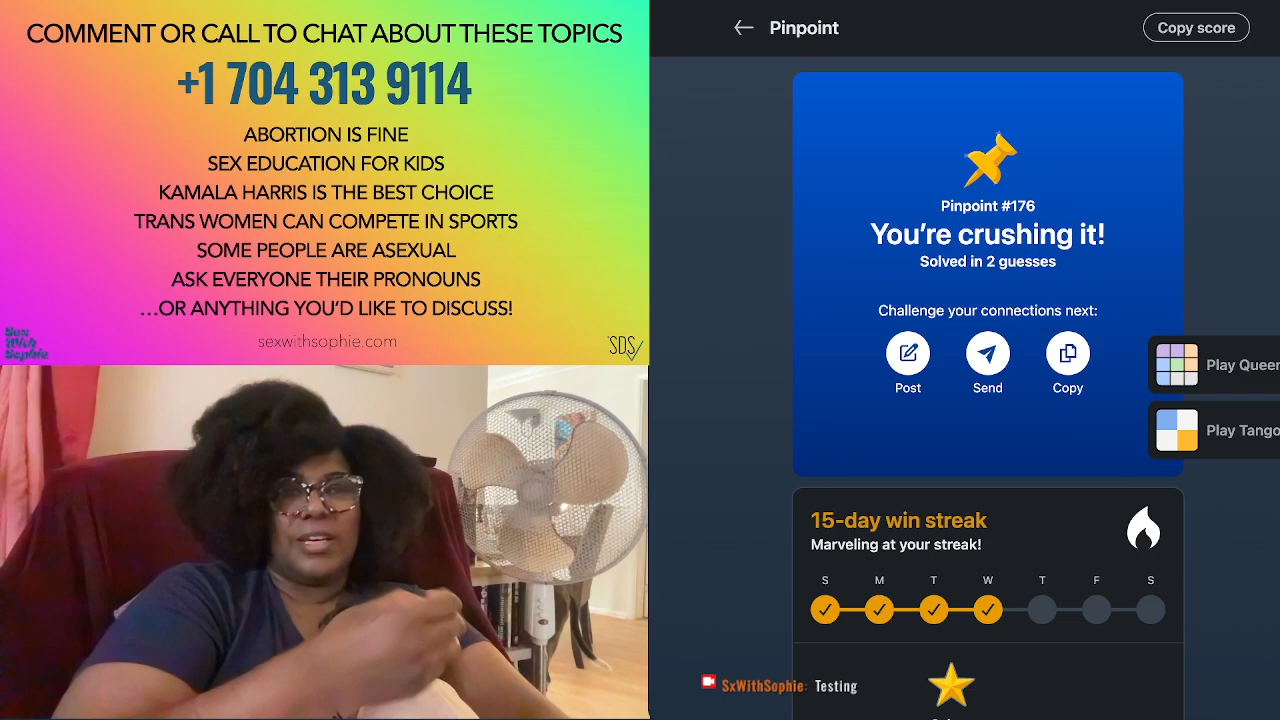 COMMENT OR CALL TO CHAT ABOUT THESE TOPICS
+1 704 313 9114
ABORTION IS FINE
SEX EDUCATION FOR KIDS
KAMALA HARRIS IS THE BEST CHOICE
TRANS WOMEN CAN COMPETE IN SPORTS
SOME PEOPLE ARE ASEXUAL
ASK EVERYONE THEIR PRONOUNS
...OR ANYTHING YOU'D LIKE TO DISCUSS!
sexwithsophie.com
Sex
With
Sophie
SDS
Pinpoint
Copy score
Pinpoint #176
You're crushing it!
Solved in 2 guesses
Challenge your connections next:
Post Send Copy
Play Queen
Play Tango
15-day win streak
Marveling at your streak!
S M T W T F S
SxWithSophie: Testing